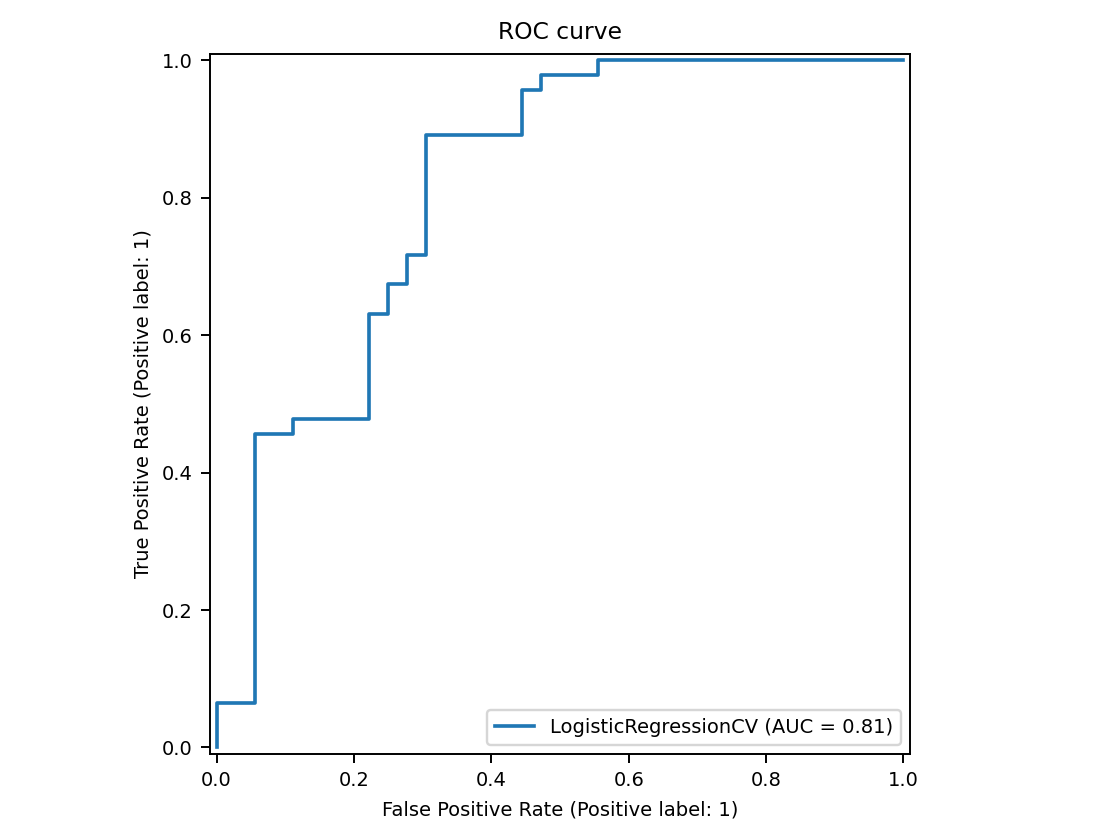 ROC curve
1.0
0.8
0.6
0.4
0.2
0.0
True Positive Rate (Positive label: 1)
LogisticRegressionCV (AUC = 0.81)
0.0 0.2 0.4 0.6 0.8 1.0
False Positive Rate (Positive label: 1)